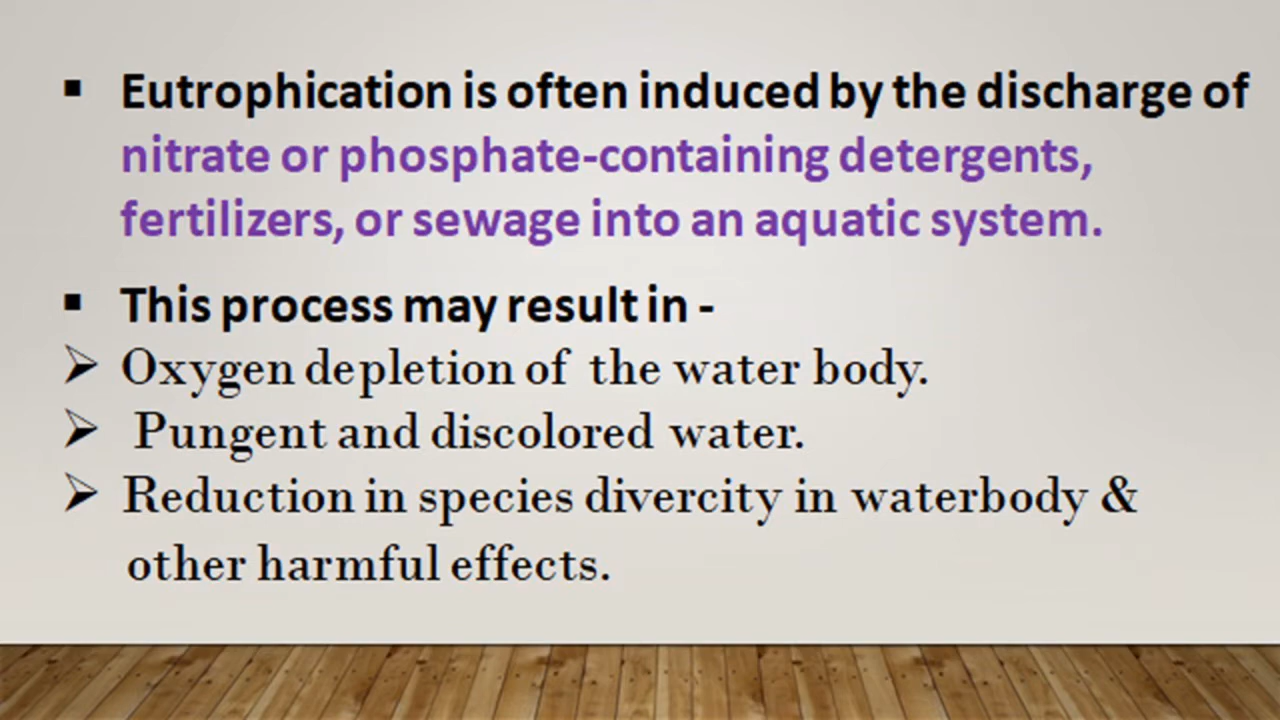 ▪ Eutrophication is often induced by the discharge of
nitrate or phosphate-containing detergents,
fertilizers, or sewage into an aquatic system.
▪ This process may result in -
➢ Oxygen depletion of the water body.
➢ Pungent and discolored water.
➢ Reduction in species divercity in waterbody &
other harmful effects.